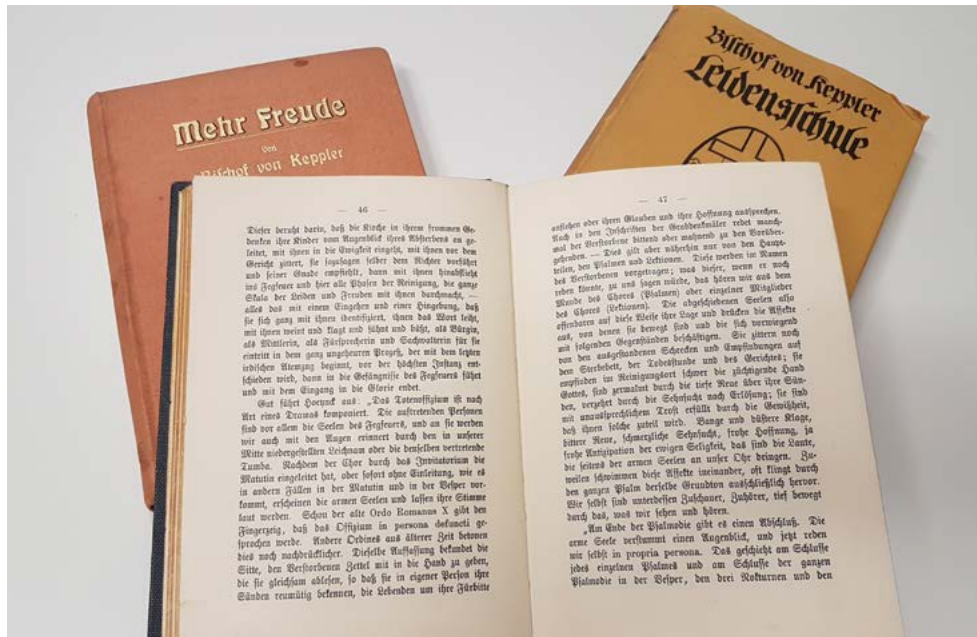 Mehr Freude
von
Bischof von Keppler
Bischof von Keppler
Leidensschule
— 46 —
Dieser beruht darin, daß die Kirche in ihrem frommen Ge-
denken ihre Kinder vom Augenblick ihres Absterbens an ge-
leitet, mit ihnen in die Ewigkeit eingeht, mit ihnen vor dem
Gericht zittert, sie sozusagen selber dem Richter vorführt
und seiner Gnade empfiehlt, dann mit ihnen hinabsteigt
ins Fegfeuer und hier alle Phasen der Reinigung, die ganze
Skala der Leiden und Freuden mit ihnen durchmacht, —
alles das mit einem Eingehen und einer Hingebung, daß
sie sich ganz mit ihnen identifiziert, ihnen das Wort leiht,
mit ihnen weint und klagt und sühnt und büßt, als Bürgin,
als Mittlerin, als Fürsprecherin und Sachwalterin für sie
eintritt in dem ganz ungeheuren Prozeß, der mit dem letzten
irdischen Atemzug beginnt, vor der höchsten Instanz ent-
schieden wird, dann in die Gefängnisse des Fegfeuers führt
und mit dem Eingang in die Glorie endet.
Gut führt Hoeynck aus: „Das Totenoffizium ist nach
Art eines Dramas komponiert. Die auftretenden Personen
sind vor allem die Seelen des Fegfeuers, und an sie werden
wir auch mit den Augen erinnert durch den in unserer
Mitte niedergestellten Leichnam oder die denselben vertretende
Tumba. Nachdem der Chor durch das Invitatorium die
Matutin eingeleitet hat, oder sofort ohne Einleitung, wie es
in andern Fällen in der Matutin und in der Vesper vor-
kommt, erscheinen die armen Seelen und lassen ihre Stimme
laut werden. Schon der alte Ordo Romanus X gibt den
Fingerzeig, daß das Offizium in persona defuncti ge-
sprochen werde. Andere Ordines aus älterer Zeit betonen
dies noch nachdrücklicher. Dieselbe Auffassung bekundet die
Sitte, den Verstorbenen Zettel mit in die Hand zu geben,
die sie gleichsam ablesen, so daß sie in eigener Person ihre
Sünden reumütig bekennen, die Lebenden um ihre Fürbitte
— 47 —
anflehen oder ihren Glauben und ihre Hoffnung aussprechen.
Auch in den Inschriften der Grabdenkmäler redet manch-
mal der Verstorbene bittend oder mahnend zu den Vorüber-
gehenden. — Dies gilt aber näherhin nur von den Haupt-
teilen, den Psalmen und Lektionen. Diese werden im Namen
des Verstorbenen vorgetragen; was dieser, wenn er noch
reden könnte, zu uns sagen würde, das hören wir aus dem
Munde des Chores (Psalmen) oder einzelner Mitglieder
des Chores (Lektionen). Die abgeschiedenen Seelen also
offenbaren auf diese Weise ihre Lage und drücken die Affekte
aus, von denen sie bewegt sind und die sich vorwiegend
mit folgenden Gegenständen beschäftigen. Sie zittern noch
von den ausgestandenen Schrecken und Empfindungen auf
dem Sterbebett, der Todesstunde und des Gerichtes; sie
empfinden im Reinigungsort schwer die züchtigende Hand
Gottes, sind zermalmt durch die tiefe Reue über ihre Sün-
den, verzehrt durch die Sehnsucht nach Erlösung; sie sind
mit unaussprechlichem Trost erfüllt durch die Gewißheit,
daß ihnen solche zuteil wird. Bange und düstere Klage,
bittere Reue, schmerzliche Sehnsucht, frohe Hoffnung, ja
frohe Antizipation der ewigen Seligkeit, das sind die Laute,
die seitens der armen Seelen an unser Ohr dringen. Zu-
weilen schwimmen diese Affekte ineinander, oft klingt durch
den ganzen Psalm derselbe Grundton ausschließlich hervor.
Wir selbst sind unterdessen Zuschauer, Zuhörer, tief bewegt
durch das, was wir sehen und hören.
„Am Ende der Psalmodie gibt es einen Abschluß. Die
arme Seele verstummt einen Augenblick, und jetzt reden
wir selbst in propria persona. Das geschieht am Schlusse
jedes einzelnen Psalmes und am Schlusse der ganzen
Psalmodie in der Vesper, den drei Nokturnen und den